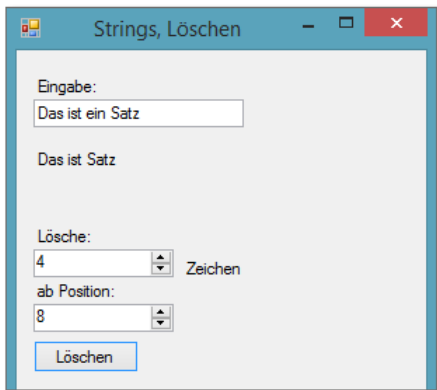 Strings, Löschen
Eingabe:
Das ist ein Satz
Das ist Satz
Lösche:
4
Zeichen
ab Position:
8
Löschen